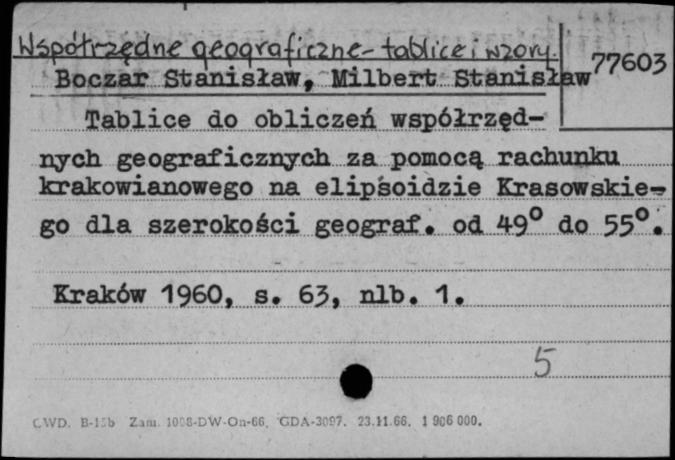 Współrzędne geograficzne - tablice i wzory.
77603
Boczar Stanisław, Milbert Stanisław
Tablice do obliczeń współrzęd-
nych geograficznych za pomocą rachunku
krakowianowego na elipsoidzie Krasowskie-
go dla szerokości geograf. od 49° do 55°.
Kraków 1960, s. 63, nlb. 1.
5
CWD. B-15b Zam. 1008-DW-On-66. GDA-3097. 23.11.66. 1 906 000.